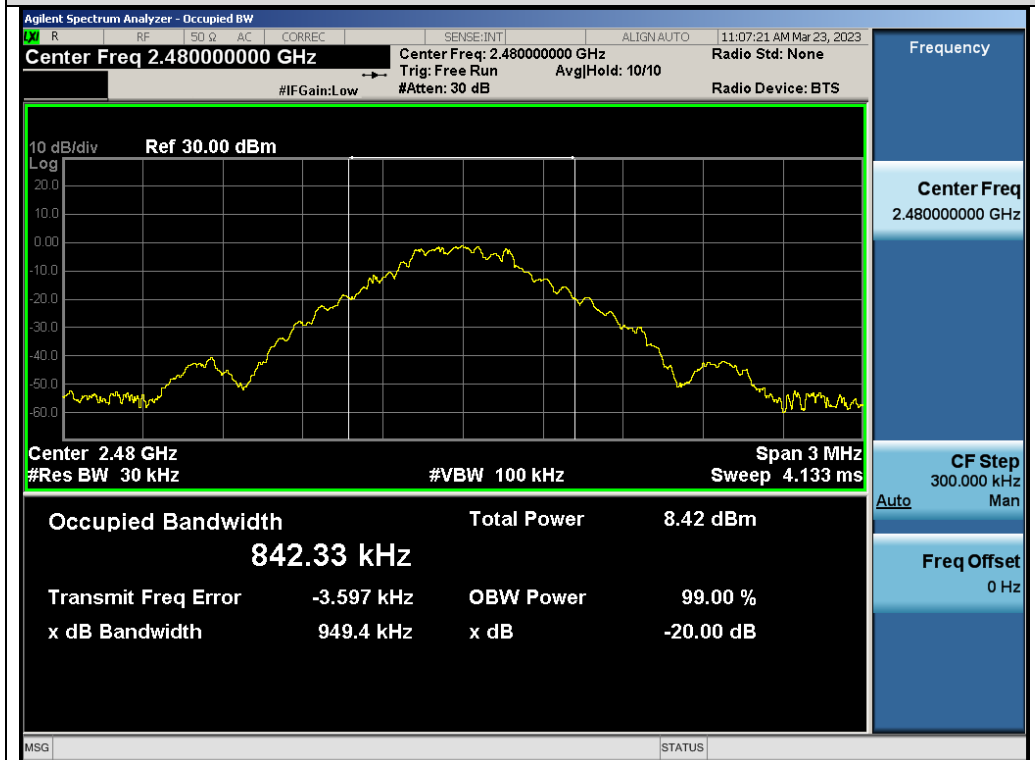 Agilent Spectrum Analyzer - Occupied BW
LXI R RF 50 Ω AC CORREC SENSE:INT ALIGN AUTO 11:07:21 AM Mar 23, 2023
Center Freq 2.480000000 GHz
Center Freq: 2.480000000 GHz
Radio Std: None
Trig: Free Run Avg|Hold: 10/10
#IFGain:Low
#Atten: 30 dB
Radio Device: BTS
10 dB/div Ref 30.00 dBm
Log
20.0
10.0
0.00
-10.0
-20.0
-30.0
-40.0
-50.0
-60.0
Center 2.48 GHz
Span 3 MHz
#Res BW 30 kHz
#VBW 100 kHz
Sweep 4.133 ms
Occupied Bandwidth
842.33 kHz
Total Power 8.42 dBm
Transmit Freq Error -3.597 kHz
OBW Power 99.00 %
x dB Bandwidth 949.4 kHz
x dB -20.00 dB
Frequency
Center Freq
2.480000000 GHz
CF Step
300.000 kHz
Auto Man
Freq Offset
0 Hz
MSG
STATUS